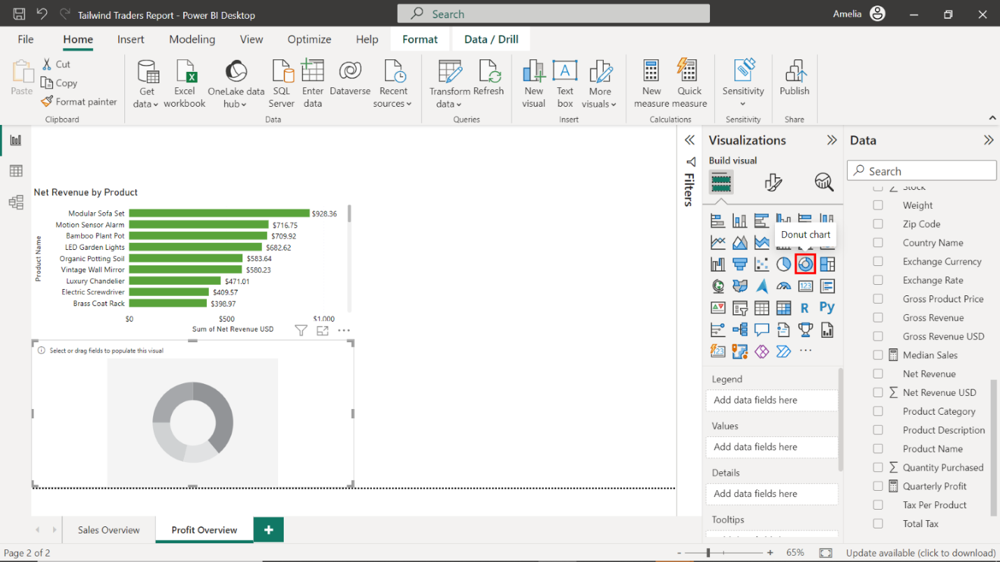 Tailwind Traders Report - Power BI Desktop
Search
Amelia
File Home Insert Modeling View Optimize Help Format Data / Drill
Paste
Cut
Copy
Format painter
Clipboard
Get data
Excel workbook
OneLake data hub
SQL Server
Enter data
Dataverse
Recent sources
Data
Transform data
Refresh
Queries
New visual
Text box
More visuals
Insert
New measure
Quick measure
Calculations
Sensitivity
Sensitivity
Publish
Share
Net Revenue by Product
Product Name
Modular Sofa Set $928.36
Motion Sensor Alarm $716.75
Bamboo Plant Pot $709.92
LED Garden Lights $682.62
Organic Potting Soil $583.64
Vintage Wall Mirror $580.23
Luxury Chandelier $471.01
Electric Screwdriver $409.57
Brass Coat Rack $398.97
$0 $500 $1,000
Sum of Net Revenue USD
Select or drag fields to populate this visual
Filters
Visualizations
Build visual
Donut chart
123
R
Py
123
Legend
Add data fields here
Values
Add data fields here
Details
Add data fields here
Tooltips
Data
Search
Stock
Weight
Zip Code
Country Name
Exchange Currency
Exchange Rate
Gross Product Price
Gross Revenue
Gross Revenue USD
Median Sales
Net Revenue
Net Revenue USD
Product Category
Product Description
Product Name
Quantity Purchased
Quarterly Profit
Tax Per Product
Total Tax
Sales Overview
Profit Overview
Page 2 of 2
- + 65%
Update available (click to download)